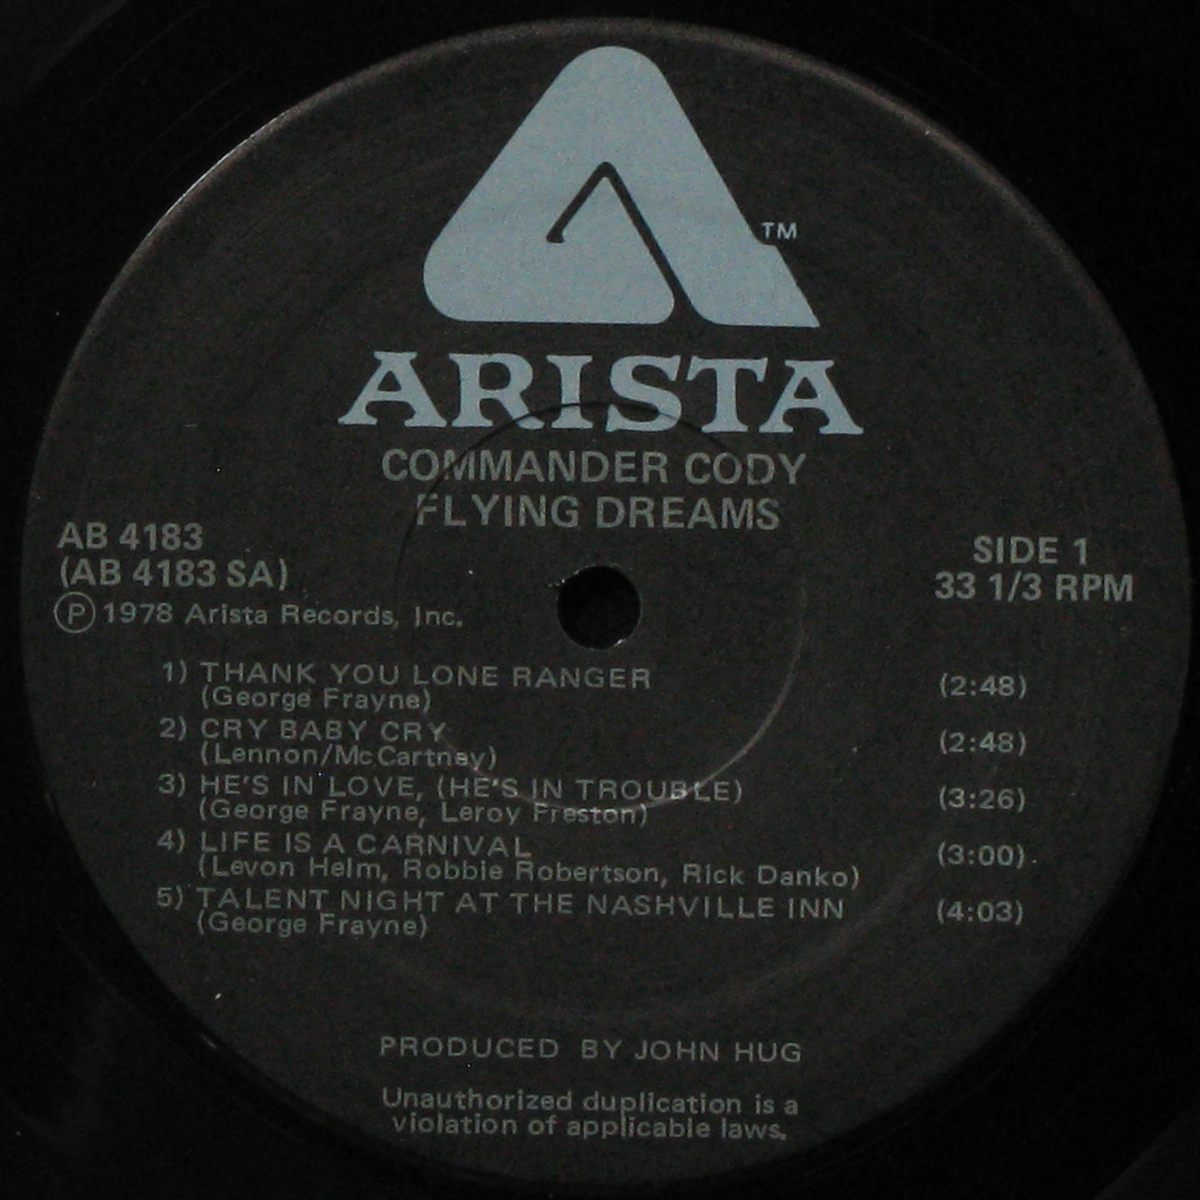 TM
ARISTA
COMMANDER CODY
FLYING DREAMS
AB 4183
(AB 4183 SA)
Ⓟ 1978 Arista Records, Inc.
SIDE 1
33 1/3 RPM
1) THANK YOU LONE RANGER (2:48)
(George Frayne)
2) CRY BABY CRY (2:48)
(Lennon/McCartney)
3) HE'S IN LOVE, (HE'S IN TROUBLE) (3:26)
(George Frayne, Leroy Freston)
4) LIFE IS A CARNIVAL (3:00)
(Levon Helm, Robbie Robertson, Rick Danko)
5) TALENT NIGHT AT THE NASHVILLE INN (4:03)
(George Frayne)
PRODUCED BY JOHN HUG
Unauthorized duplication is a
violation of applicable laws.